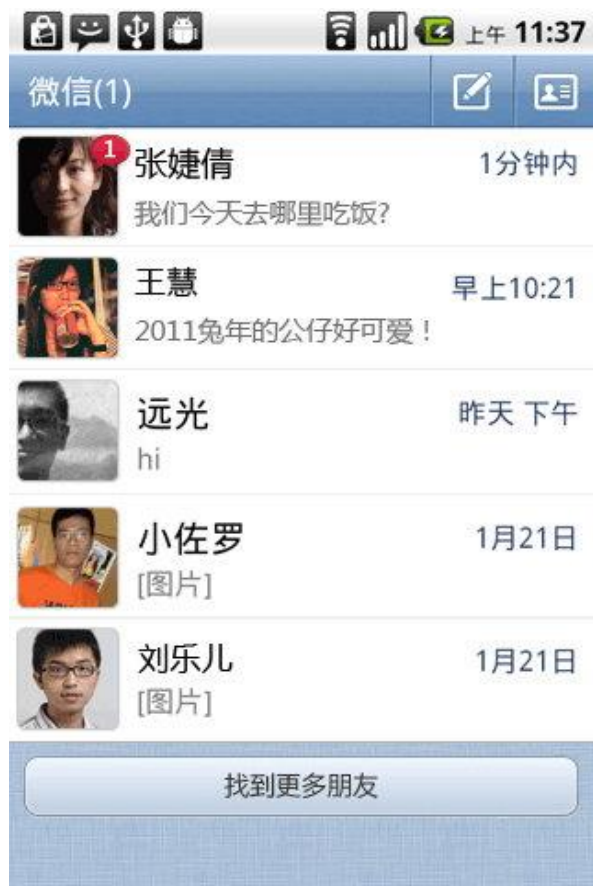 上午 11:37
微信(1)
1
张婕倩 1分钟内
我们今天去哪里吃饭?
王慧 早上10:21
2011兔年的公仔好可爱！
远光 昨天 下午
hi
小佐罗 1月21日
[图片]
刘乐儿 1月21日
[图片]
找到更多朋友